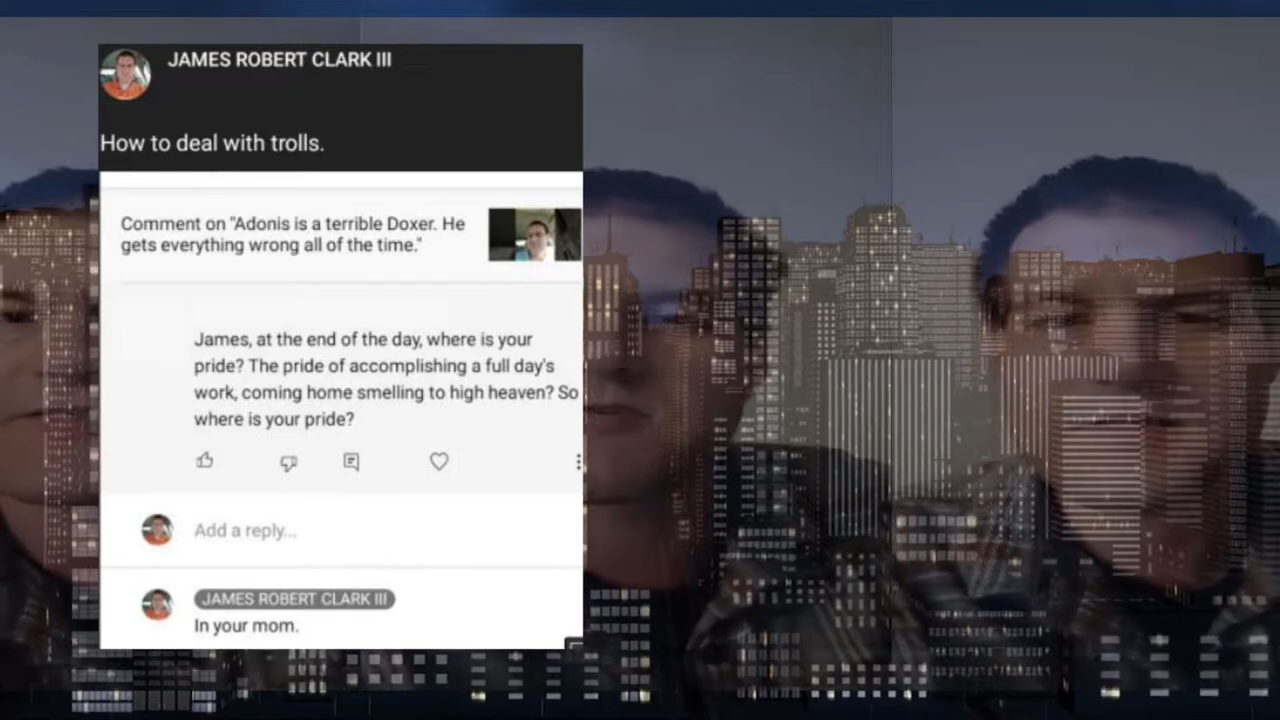 JAMES ROBERT CLARK III
How to deal with trolls.
Comment on "Adonis is a terrible Doxer. He
gets everything wrong all of the time."
James, at the end of the day, where is your
pride? The pride of accomplishing a full day's
work, coming home smelling to high heaven? So
where is your pride?
Add a reply...
JAMES ROBERT CLARK III
In your mom.